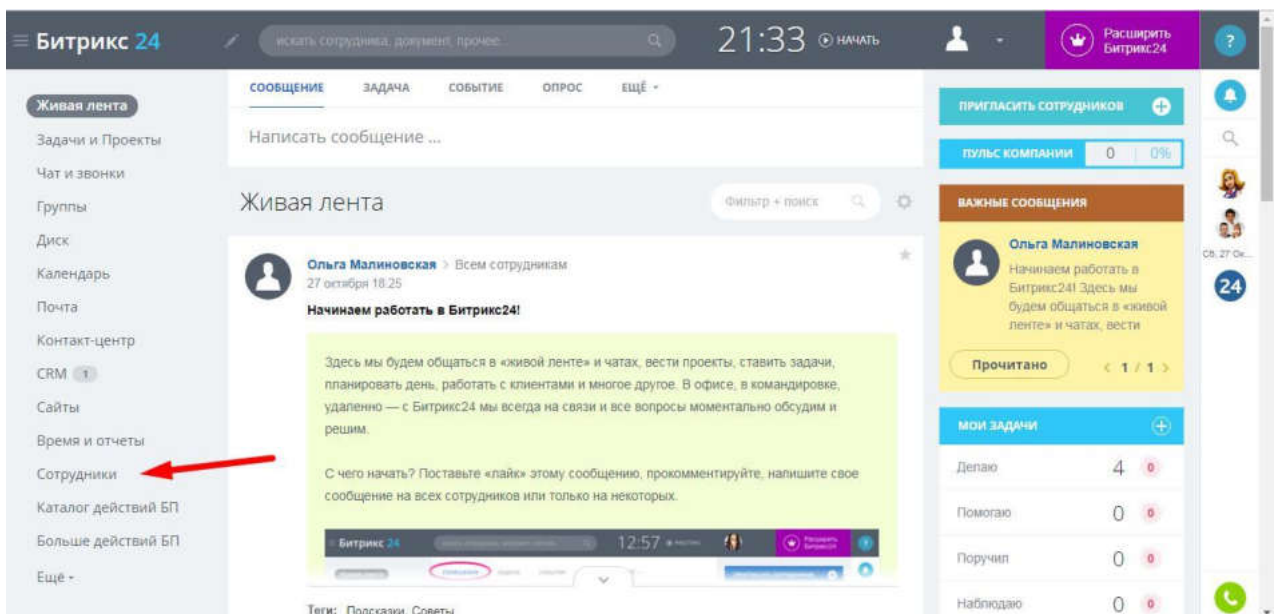 Битрикс 24
искать сотрудника, документ, прочее...
21:33 НАЧАТЬ
Расширить
Битрикс24
?
Живая лента
Задачи и Проекты
Чат и звонки
Группы
Диск
Календарь
Почта
Контакт-центр
CRM 1
Сайты
Время и отчеты
Сотрудники
Каталог действий БП
Больше действий БП
Ещё
СООБЩЕНИЕ ЗАДАЧА СОБЫТИЕ ОПРОС ЕЩЁ
Написать сообщение ...
Живая лента
Фильтр + поиск
Ольга Малиновская > Всем сотрудникам
27 октября 18:25
Начинаем работать в Битрикс24!
Здесь мы будем общаться в «живой ленте» и чатах, вести проекты, ставить задачи,
планировать день, работать с клиентами и многое другое. В офисе, в командировке,
удаленно — с Битрикс24 мы всегда на связи и все вопросы моментально обсудим и
решим.
С чего начать? Поставьте «лайк» этому сообщению, прокомментируйте, напишите свое
сообщение на всех сотрудников или только на некоторых.
Битрикс 24
12:57
Расширить
Битрикс24
Теги: Подсказки, Советы
ПРИГЛАСИТЬ СОТРУДНИКОВ
ПУЛЬС КОМПАНИИ 0 0%
ВАЖНЫЕ СООБЩЕНИЯ
Ольга Малиновская
Начинаем работать в
Битрикс24! Здесь мы
будем общаться в «живой
ленте» и чатах, вести
Прочитано < 1 / 1 >
МОИ ЗАДАЧИ
Делаю 4 0
Помогаю 0 0
Поручил 0 0
Наблюдаю 0 0
Сб, 27 Ок...
24